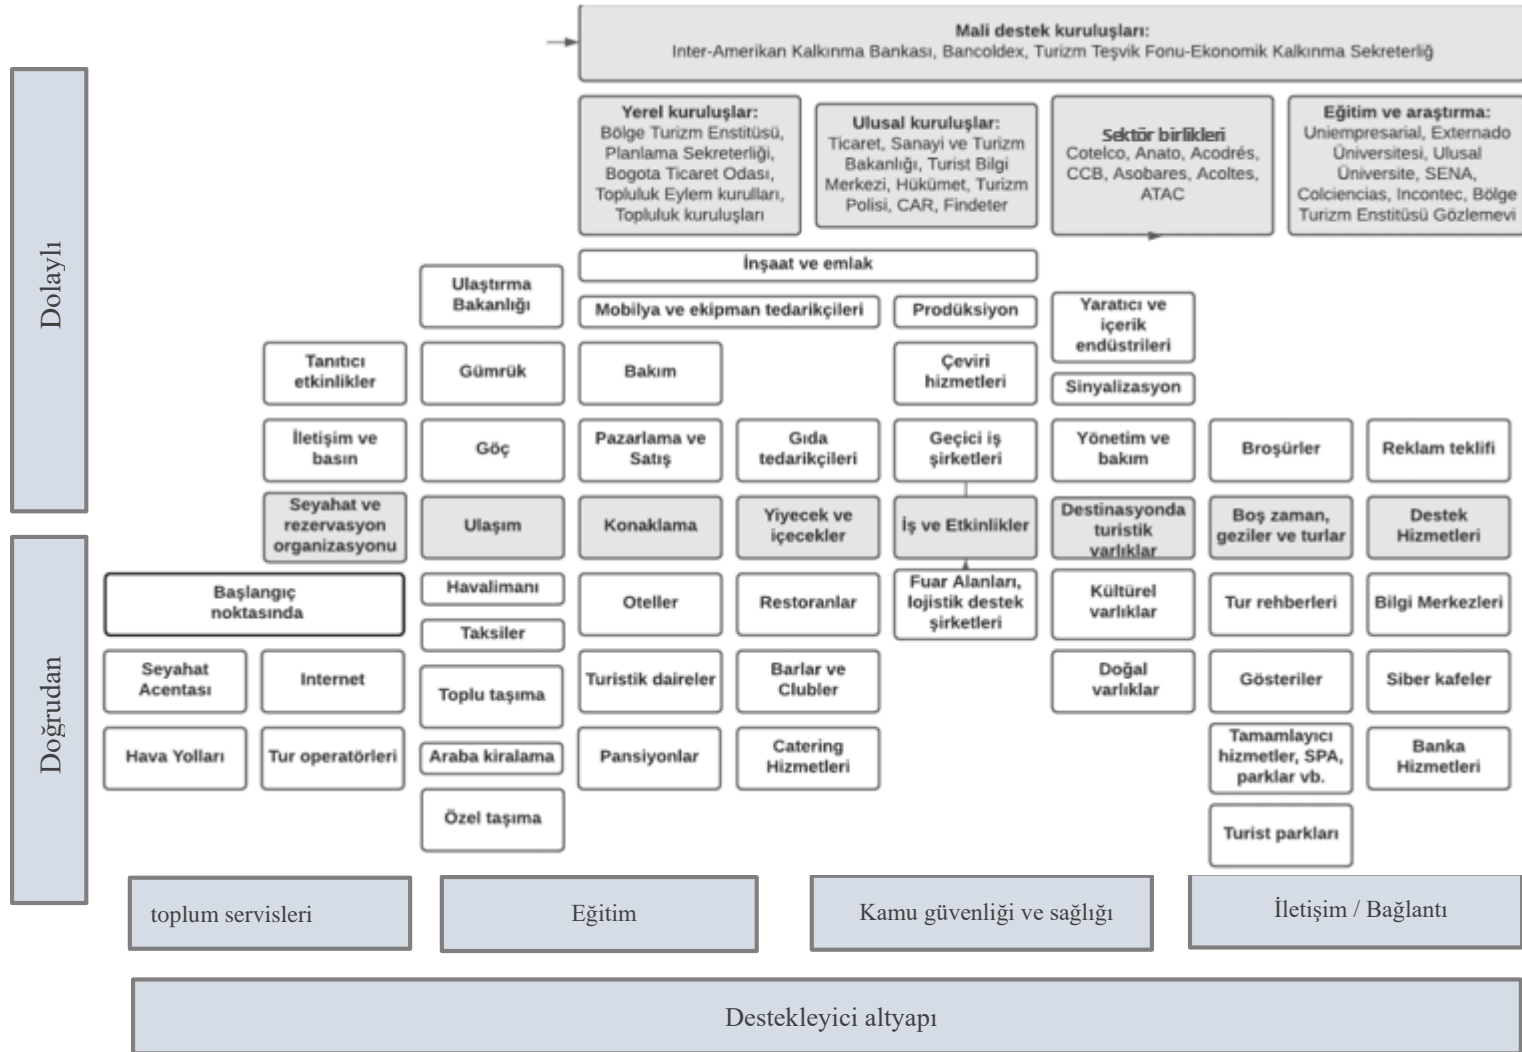 Mali destek kuruluşları:
Inter-Amerikan Kalkınma Bankası, Bancoldex, Turizm Teşvik Fonu-Ekonomik Kalkınma Sekreterliğ
Dolaylı
Yerel kuruluşlar:
Bölge Turizm Enstitüsü,
Planlama Sekreterliği,
Bogota Ticaret Odası,
Topluluk Eylem kurulları,
Topluluk kuruluşları
Ulusal kuruluşlar:
Ticaret, Sanayi ve Turizm
Bakanlığı, Turist Bilgi
Merkezi, Hükümet, Turizm
Polisi, CAR, Findeter
Sektör birlikleri
Cotelco, Anato, Acodrés,
CCB, Asobares, Acoltes,
ATAC
Eğitim ve araştırma:
Uniempresarial, Externado
Üniversitesi, Ulusal
Üniversite, SENA,
Colciencias, Incontec, Bölge
Turizm Enstitüsü Gözlemevi
İnşaat ve emlak
Ulaştırma
Bakanlığı
Mobilya ve ekipman tedarikçileri
Prodüksiyon
Yaratıcı ve
içerik
endüstrileri
Tanıtıcı
etkinlikler
Gümrük
Bakım
Çeviri
hizmetleri
Sinyalizasyon
İletişim ve
basın
Göç
Pazarlama ve
Satış
Gıda
tedarikçileri
Geçici iş
şirketleri
Yönetim ve
bakım
Broşürler
Reklam teklifi
Seyahat ve
rezervasyon
organizasyonu
Ulaşım
Konaklama
Yiyecek ve
içecekler
İş ve Etkinlikler
Destinasyonda
turistik
varlıklar
Boş zaman,
geziler ve turlar
Destek
Hizmetleri
Doğrudan
Başlangıç
noktasında
Havalimanı
Taksiler
Oteller
Restoranlar
Fuar Alanları,
lojistik destek
şirketleri
Kültürel
varlıklar
Tur rehberleri
Bilgi Merkezleri
Seyahat
Acentası
Internet
Toplu taşıma
Turistik daireler
Barlar ve
Clubler
Doğal
varlıklar
Gösteriler
Siber kafeler
Hava Yolları
Tur operatörleri
Araba kiralama
Pansiyonlar
Catering
Hizmetleri
Tamamlayıcı
hizmetler, SPA,
parklar vb.
Banka
Hizmetleri
Özel taşıma
Turist parkları
toplum servisleri
Eğitim
Kamu güvenliği ve sağlığı
İletişim / Bağlantı
Destekleyici altyapı